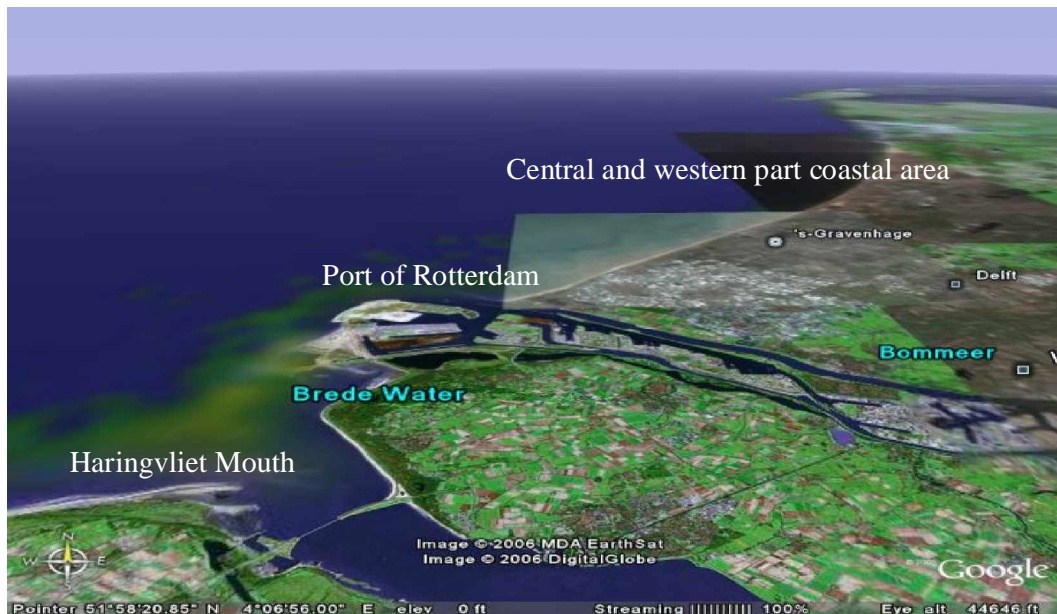 Central and western part coastal area
's-Gravenhage
Port of Rotterdam
Delft
Bommeer
Brede Water
Haringvliet Mouth
N
W E
Image © 2006 MDA EarthSat
Image © 2006 DigitalGlobe
Google
Pointer 51°58'20.85" N 4°06'56.00" E elev 0 ft Streaming |||||||||| 100% Eye alt 44646 ft